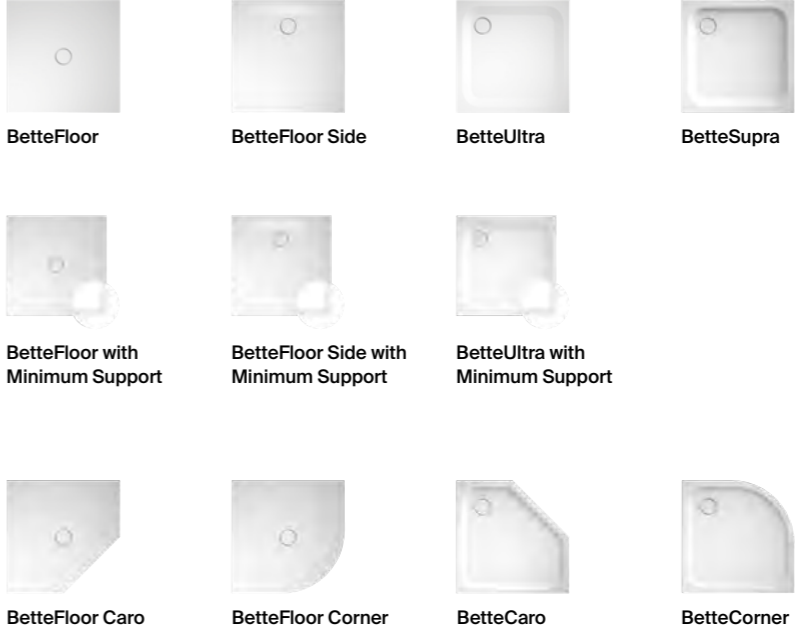 BetteFloor
BetteFloor Side
BetteUltra
BetteSupra
BetteFloor with
Minimum Support
BetteFloor Side with
Minimum Support
BetteUltra with
Minimum Support
BetteFloor Caro
BetteFloor Corner
BetteCaro
BetteCorner